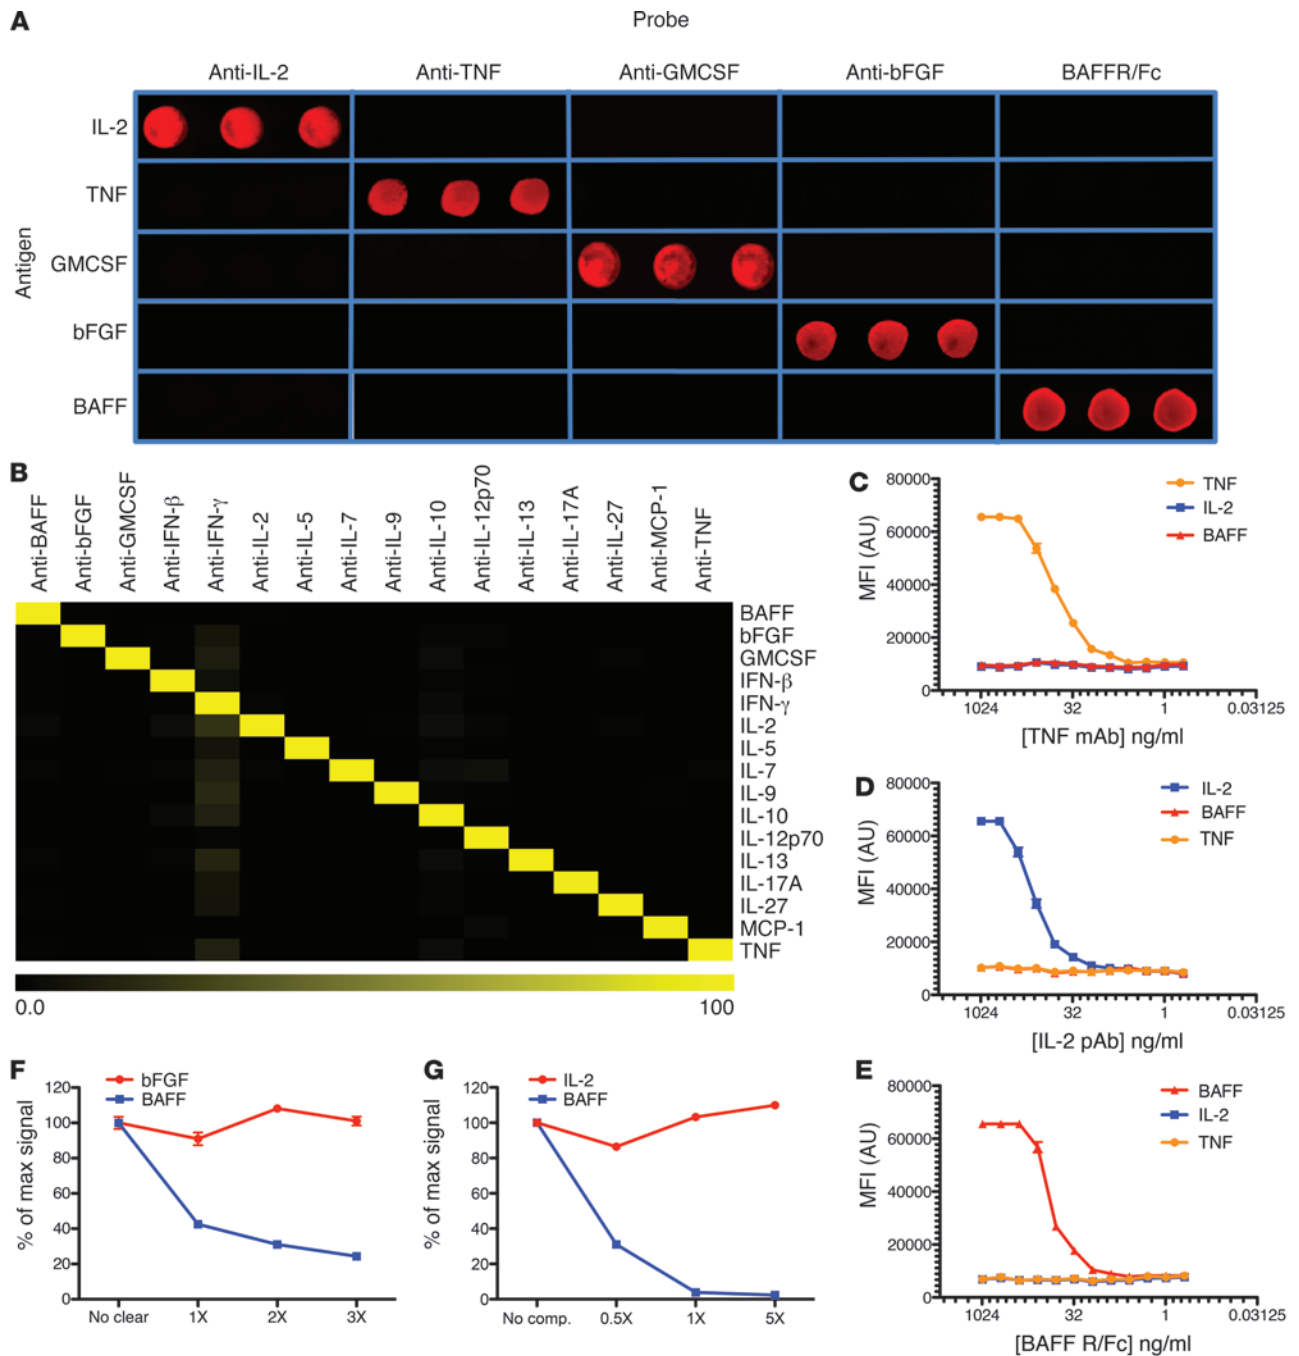 A
Probe
Anti-IL-2 Anti-TNF Anti-GMCSF Anti-bFGF BAFFR/Fc
Antigen
IL-2
TNF
GMCSF
bFGF
BAFF
B
Anti-BAFF
Anti-bFGF
Anti-GMCSF
Anti-IFN-β
Anti-IFN-γ
Anti-IL-2
Anti-IL-5
Anti-IL-7
Anti-IL-9
Anti-IL-10
Anti-IL-12p70
Anti-IL-13
Anti-IL-17A
Anti-IL-27
Anti-MCP-1
Anti-TNF
BAFF
bFGF
GMCSF
IFN-β
IFN-γ
IL-2
IL-5
IL-7
IL-9
IL-10
IL-12p70
IL-13
IL-17A
IL-27
MCP-1
TNF
0.0 100
C
MFI (AU)
80000
60000
40000
20000
0
1024 32 1 0.03125
[TNF mAb] ng/ml
TNF
IL-2
BAFF
D
MFI (AU)
80000
60000
40000
20000
0
1024 32 1 0.03125
[IL-2 pAb] ng/ml
IL-2
BAFF
TNF
E
MFI (AU)
80000
60000
40000
20000
0
1024 32 1 0.03125
[BAFF R/Fc] ng/ml
BAFF
IL-2
TNF
F
% of max signal
120
100
80
60
40
20
0
No clear 1X 2X 3X
bFGF
BAFF
G
% of max signal
120
100
80
60
40
20
0
No comp. 0.5X 1X 5X
IL-2
BAFF